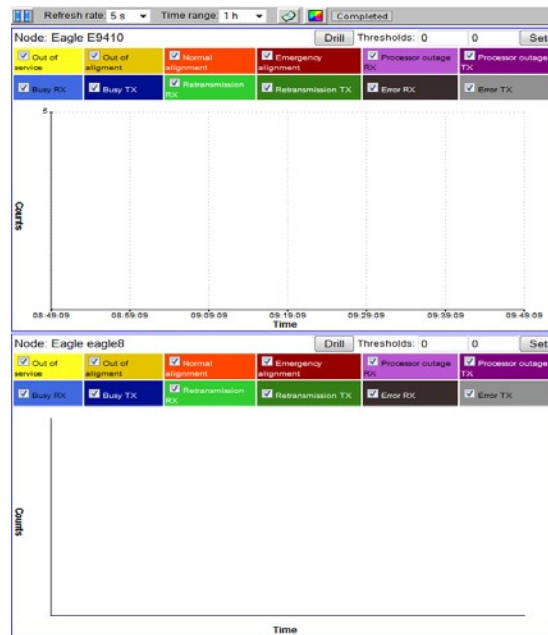 Refresh rate: 5 s Time range: 1 h Completed
Node: Eagle E9410 Drill Thresholds: 0 0 Set
Out of service Out of aligment Normal alignment Emergency alignment Processor outage RX Processor outage TX
Busy RX Busy TX Retransmission RX Retransmission TX Error RX Error TX
5
Counts
08:49:09 08:59:09 09:09:09 09:19:09 09:29:09 09:39:09 09:49:09
Time
Node: Eagle eagle8 Drill Thresholds: 0 0 Set
Out of service Out of aligment Normal alignment Emergency alignment Processor outage RX Processor outage TX
Busy RX Busy TX Retransmission RX Retransmission TX Error RX Error TX
Counts
Time